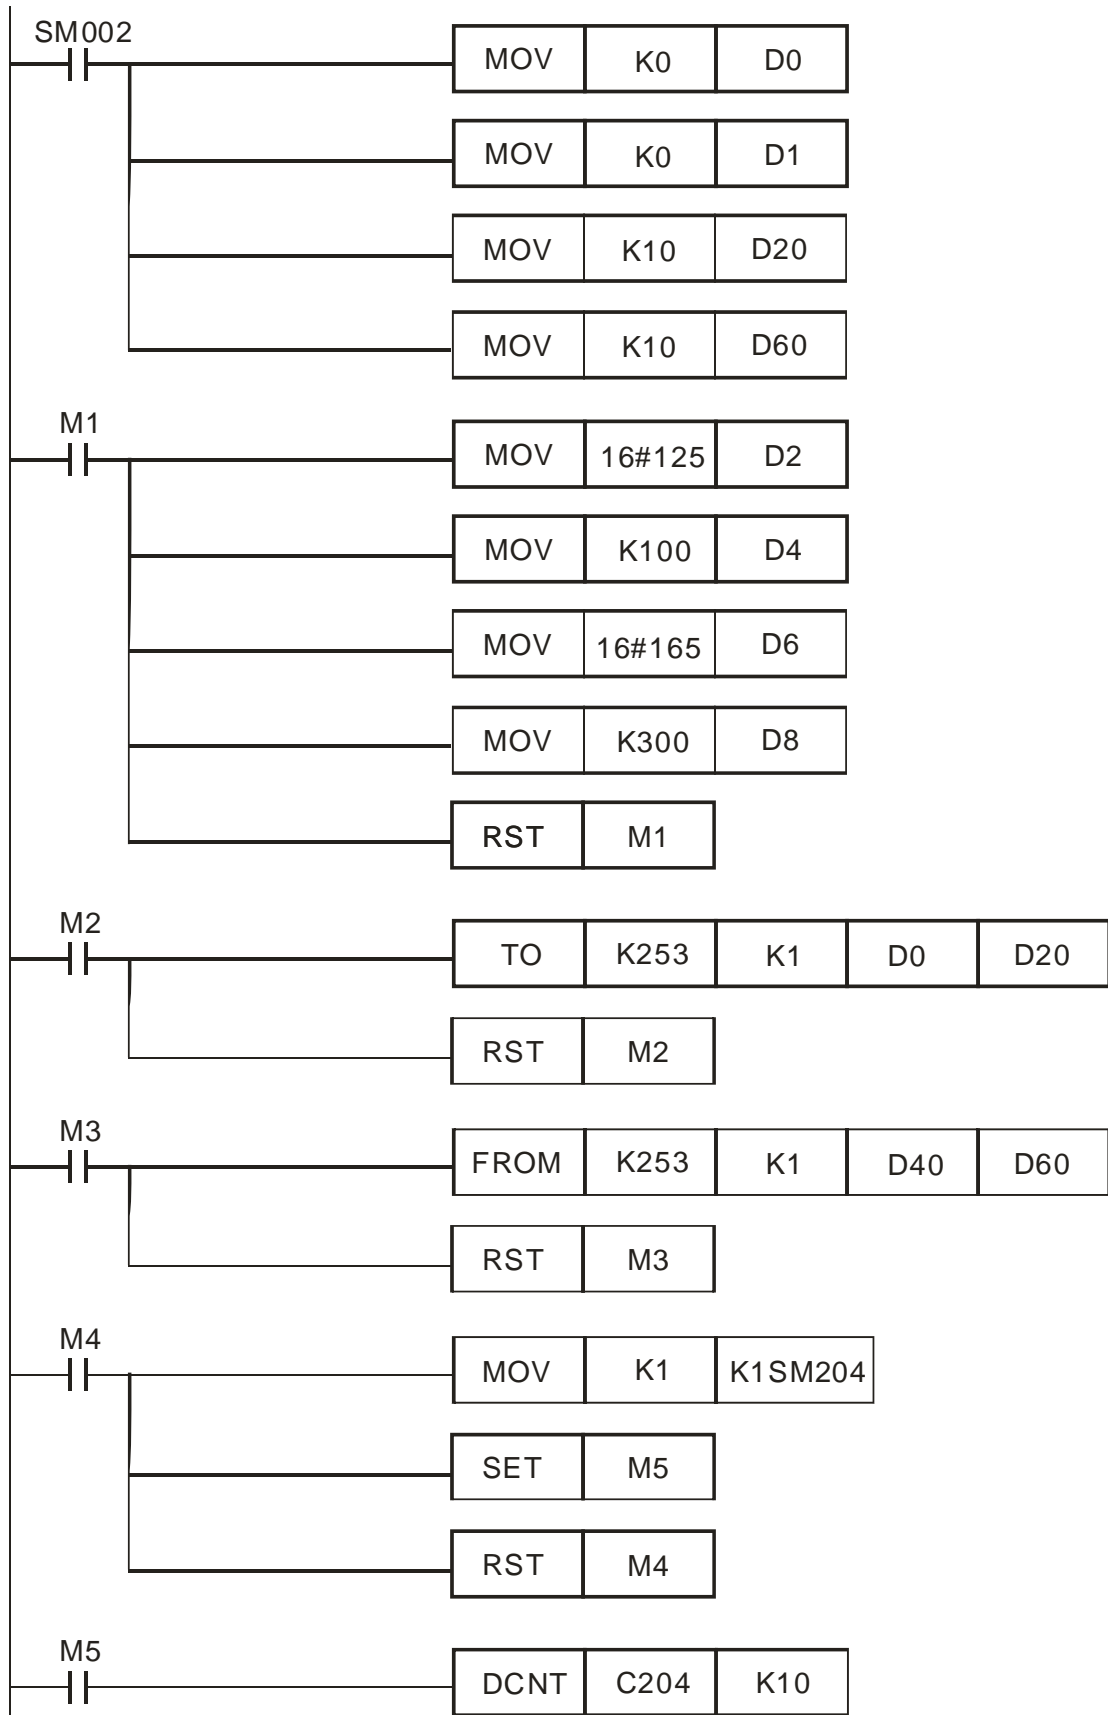 SM002
MOV K0 D0
MOV K0 D1
MOV K10 D20
MOV K10 D60
M1
MOV 16#125 D2
MOV K100 D4
MOV 16#165 D6
MOV K300 D8
RST M1
M2
TO K253 K1 D0 D20
RST M2
M3
FROM K253 K1 D40 D60
RST M3
M4
MOV K1 K1SM204
SET M5
RST M4
M5
DCNT C204 K10